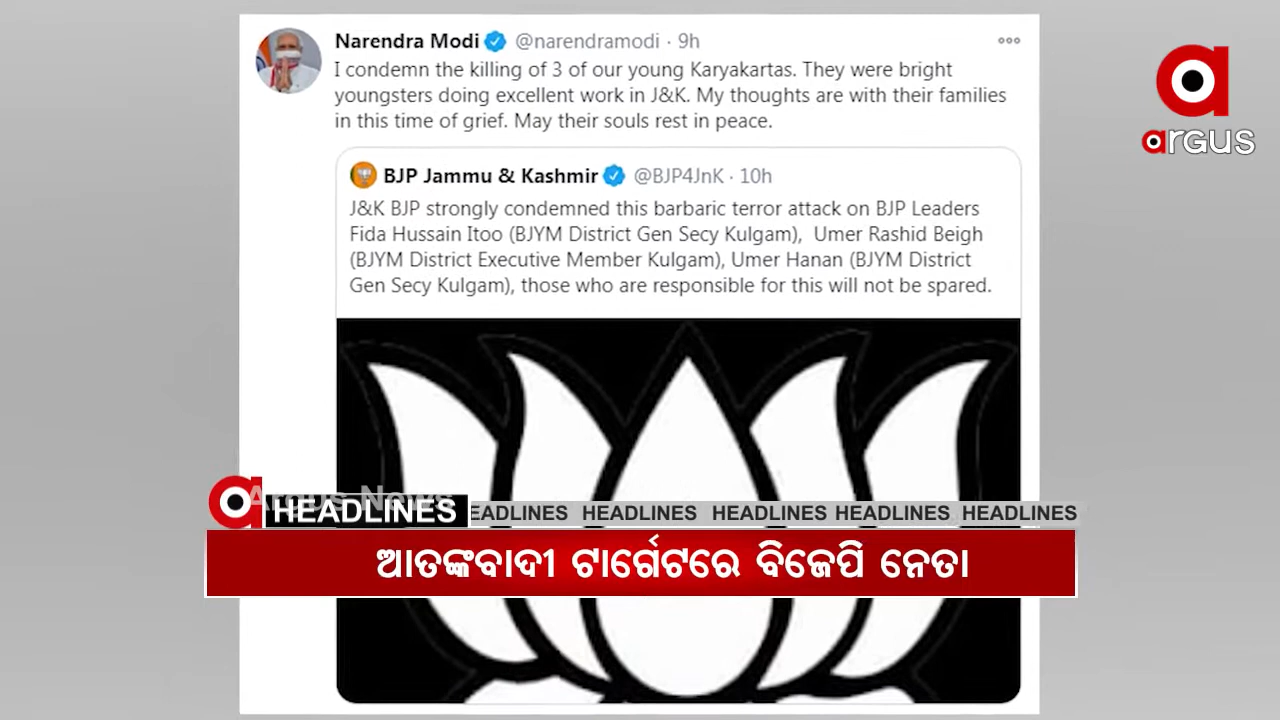 Narendra Modi @narendramodi · 9h
I condemn the killing of 3 of our young Karyakartas. They were bright
youngsters doing excellent work in J&K. My thoughts are with their families
in this time of grief. May their souls rest in peace.
BJP Jammu & Kashmir @BJP4JnK · 10h
J&K BJP strongly condemned this barbaric terror attack on BJP Leaders
Fida Hussain Itoo (BJYM District Gen Secy Kulgam), Umer Rashid Beigh
(BJYM District Executive Member Kulgam), Umer Hanan (BJYM District
Gen Secy Kulgam), those who are responsible for this will not be spared.
argus
Argus News
HEADLINES EADLINES HEADLINES HEADLINES HEADLINES HEADLINES
ଆତଙ୍କବାଦୀ ଟାର୍ଗେଟରେ ବିଜେପି ନେତା